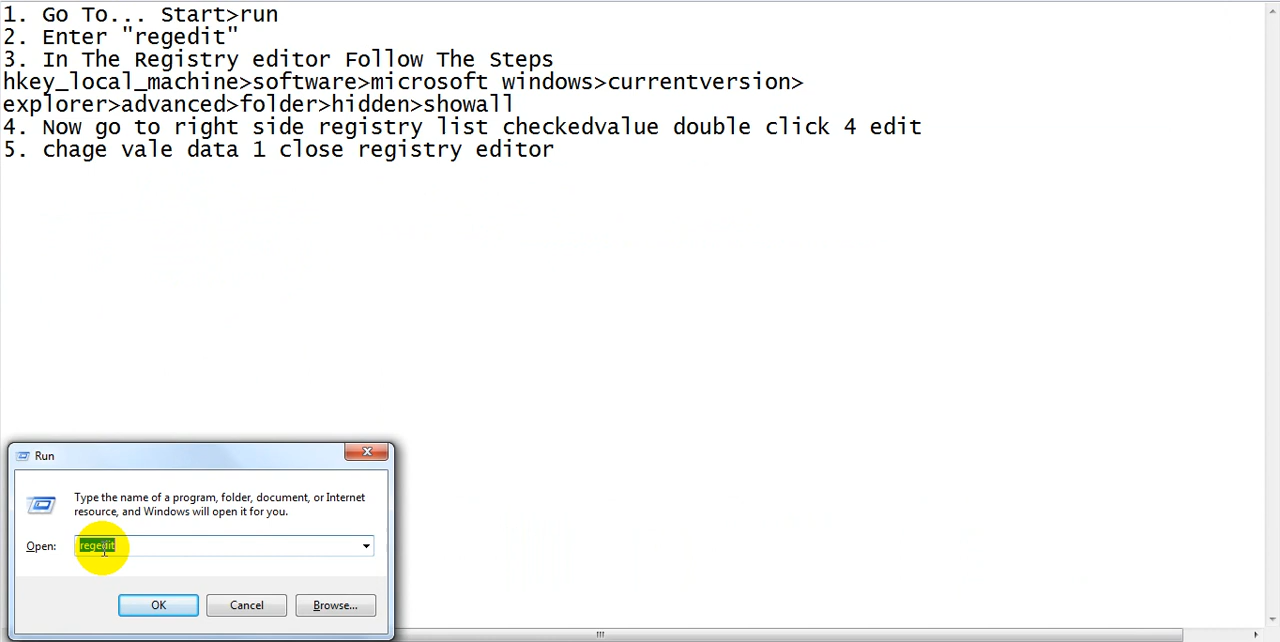 1. Go To... Start>run
2. Enter "regedit"
3. In The Registry editor Follow The Steps
hkey_local_machine>software>microsoft windows>currentversion>
explorer>advanced>folder>hidden>showall
4. Now go to right side registry list checkedvalue double click 4 edit
5. chage vale data 1 close registry editor
Run
Type the name of a program, folder, document, or Internet
resource, and Windows will open it for you.
Open: regedit
OK Cancel Browse...